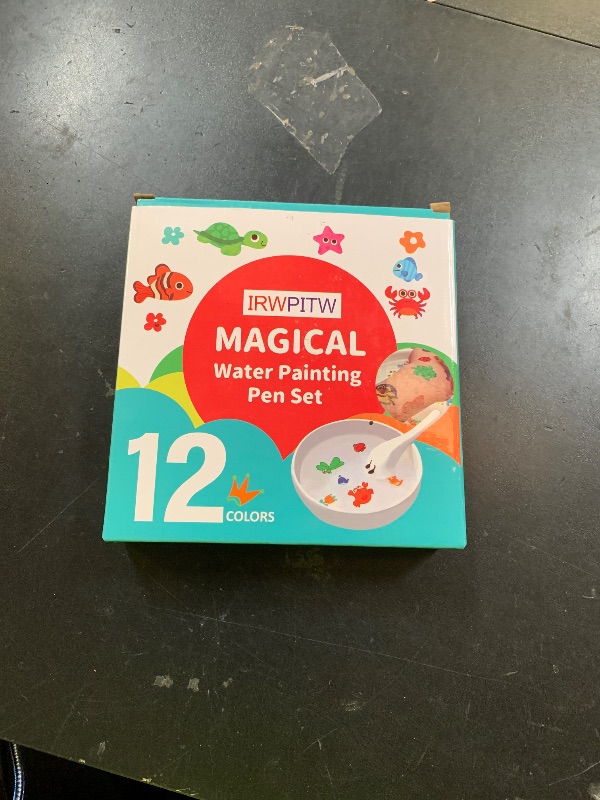 IRWPITW
MAGICAL
Water Painting
Pen Set
12
COLORS